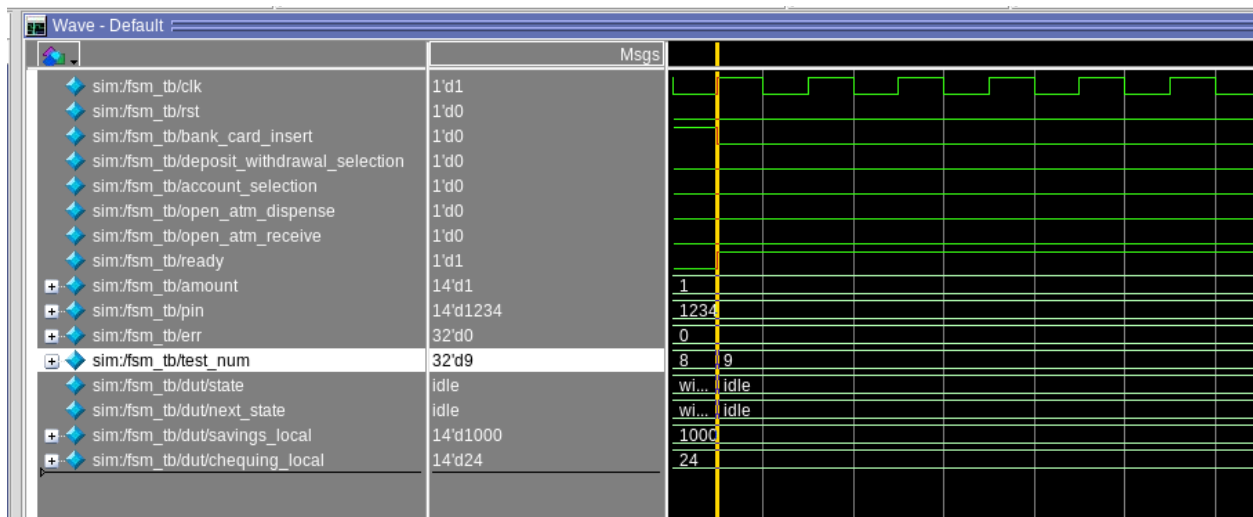 Wave - Default
Msgs
sim:/fsm_tb/clk 1'd1
sim:/fsm_tb/rst 1'd0
sim:/fsm_tb/bank_card_insert 1'd0
sim:/fsm_tb/deposit_withdrawal_selection 1'd0
sim:/fsm_tb/account_selection 1'd0
sim:/fsm_tb/open_atm_dispense 1'd0
sim:/fsm_tb/open_atm_receive 1'd0
sim:/fsm_tb/ready 1'd1
sim:/fsm_tb/amount 14'd1 1
sim:/fsm_tb/pin 14'd1234 1234
sim:/fsm_tb/err 32'd0 0
sim:/fsm_tb/test_num 32'd9 8 9
sim:/fsm_tb/dut/state idle wi... idle
sim:/fsm_tb/dut/next_state idle wi... idle
sim:/fsm_tb/dut/savings_local 14'd1000 1000
sim:/fsm_tb/dut/chequing_local 14'd24 24